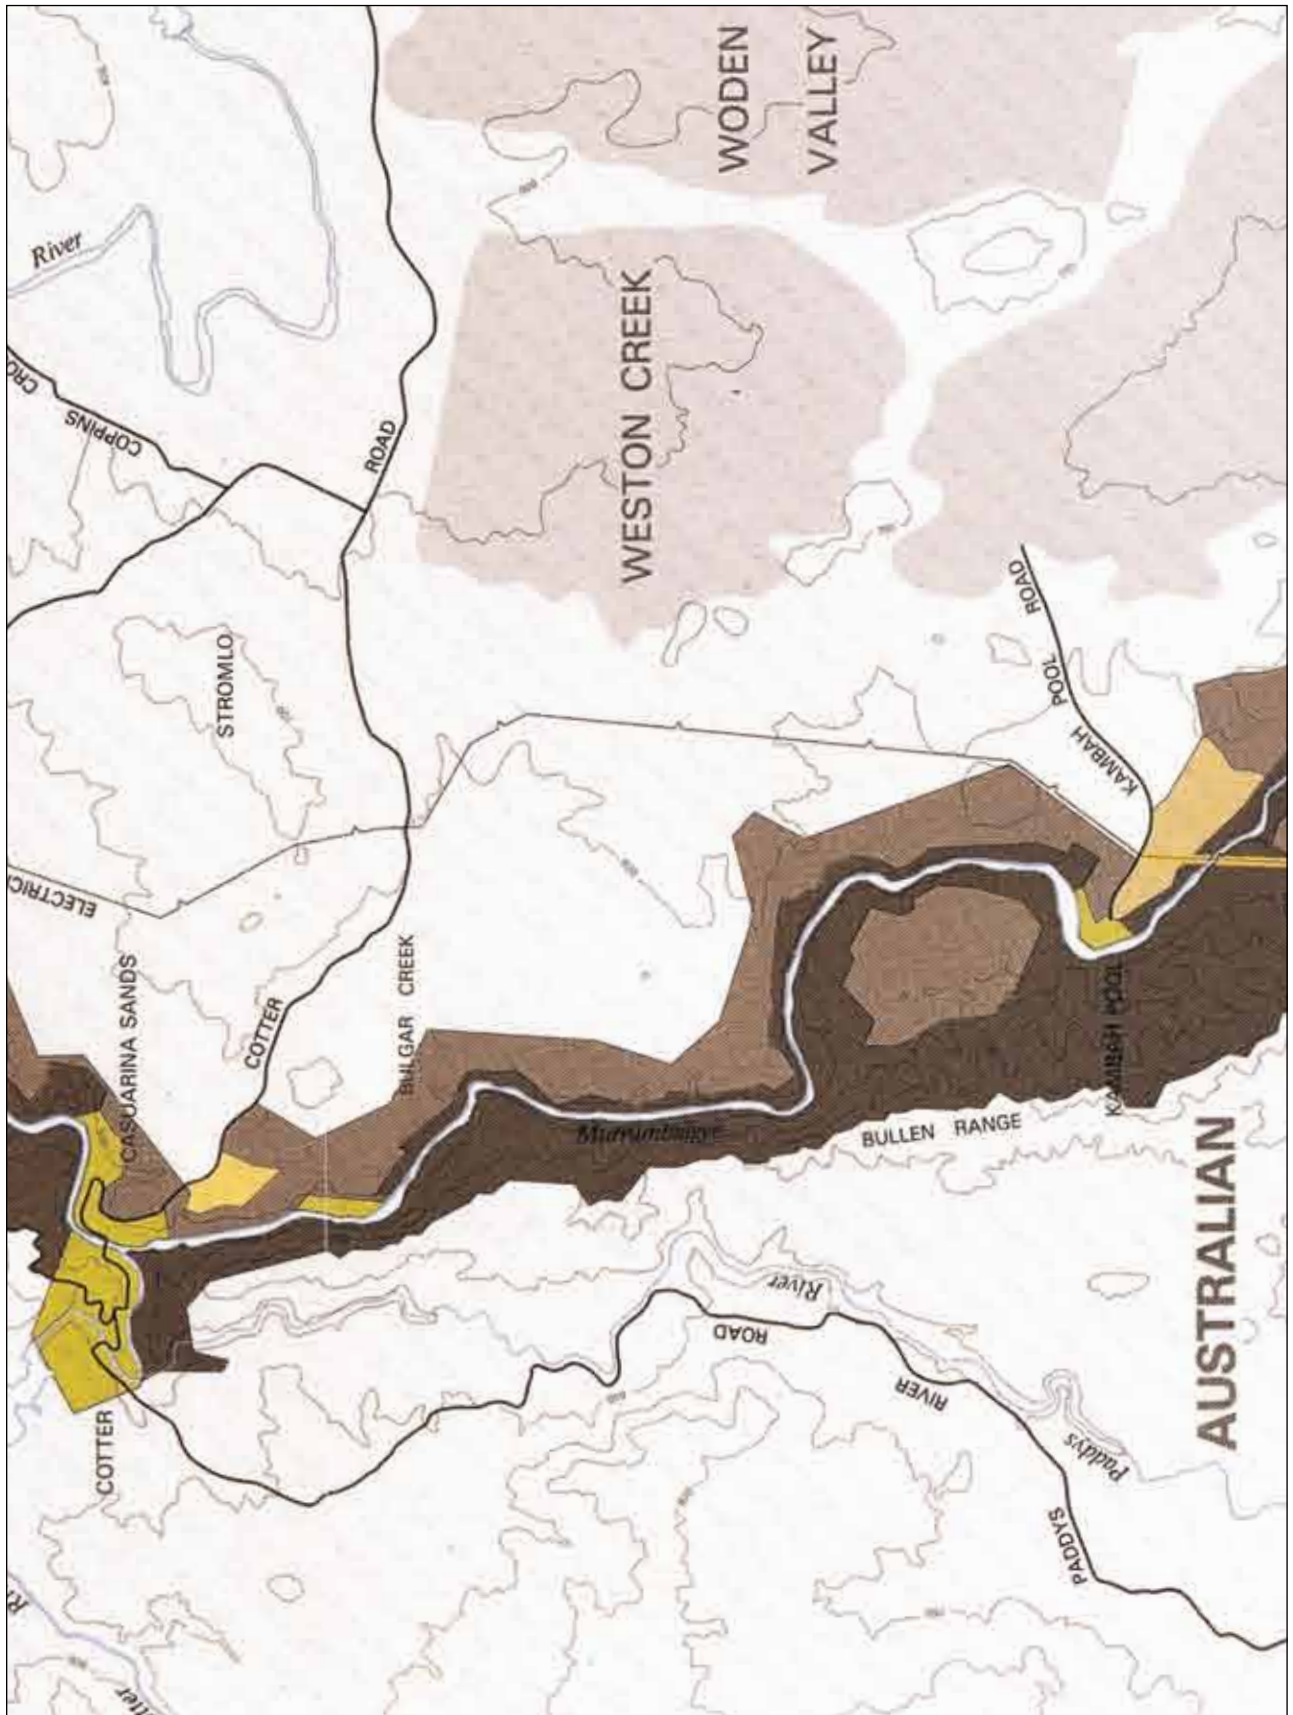 WODEN
VALLEY
WESTON CREEK
River
COPPINS
CRO
ROAD
STROMLO
ELECTRIC
COTTER
CASUARINA SANDS
BULGAR CREEK
KAMBAH POOL ROAD
KAMBAH POOL
Murrumbidgee
BULLEN RANGE
AUSTRALIAN
River
Paddys
PADDYS
RIVER
ROAD
COTTER